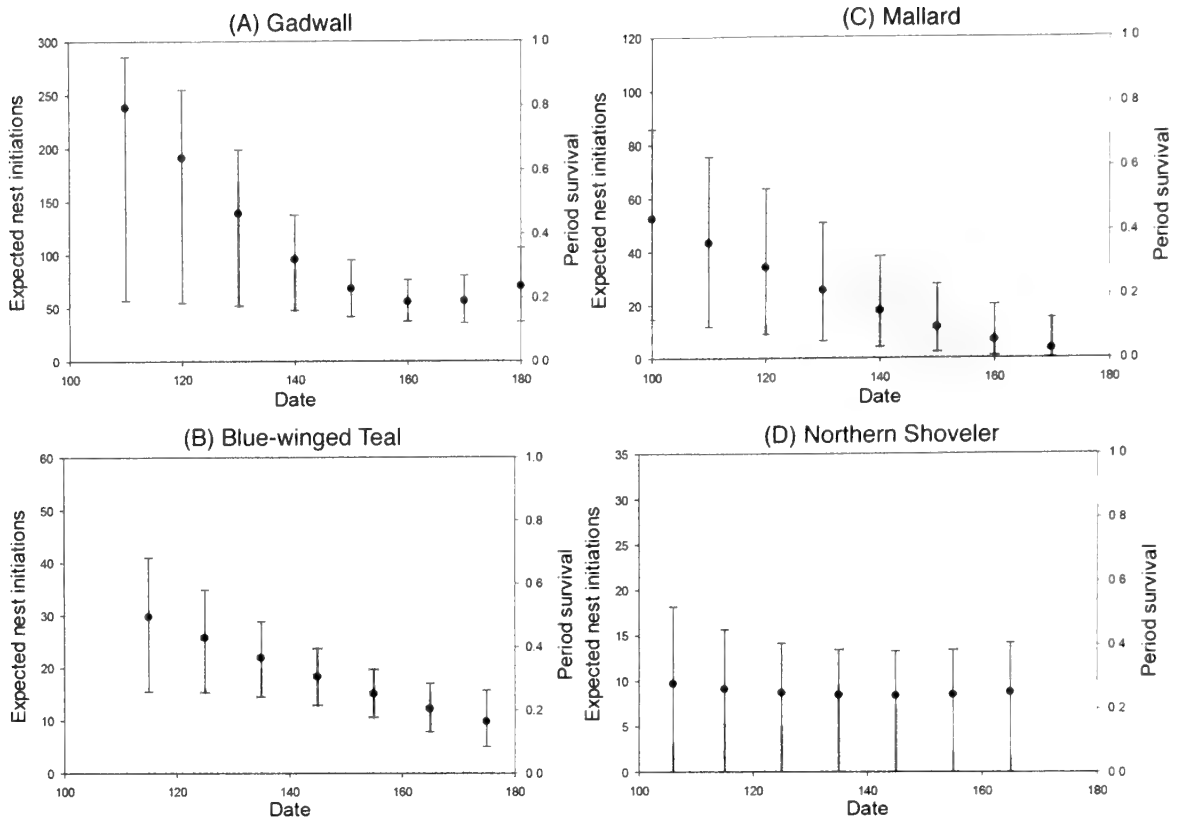 (A) Gadwall
300
250
200
150
100
50
0
Expected nest initiations
1.0
0.8
0.6
0.4
0.2
0.0
Period survival
100 120 140 160 180
Date
(C) Mallard
120
100
80
60
40
20
0
Expected nest initiations
1.0
0.8
0.6
0.4
0.2
0.0
Period survival
100 120 140 160 180
Date
(B) Blue-winged Teal
60
50
40
30
20
10
0
Expected nest initiations
1.0
0.8
0.6
0.4
0.2
0.0
Period survival
100 120 140 160 180
Date
(D) Northern Shoveler
35
30
25
20
15
10
5
0
Expected nest initiations
1.0
0.8
0.6
0.4
0.2
0.0
Period survival
100 120 140 160 180
Date